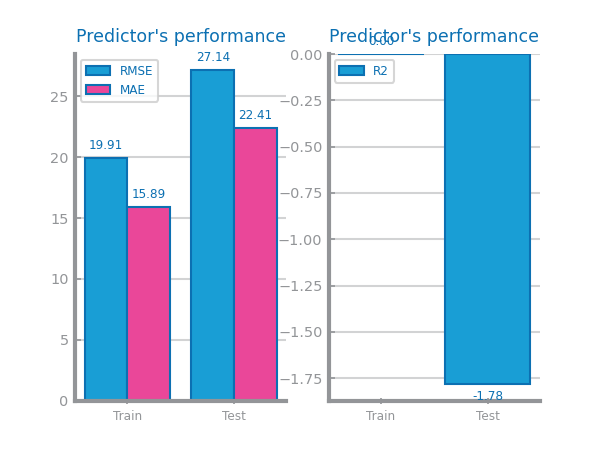 Predictor's performance
27.14
RMSE
MAE
25
22.41
20
19.91
15.89
15
10
5
0
Train
Test
Predictor's performance
0.00
0.00
R2
−0.25
−0.50
−0.75
−1.00
−1.25
−1.50
−1.75
-1.78
Train
Test